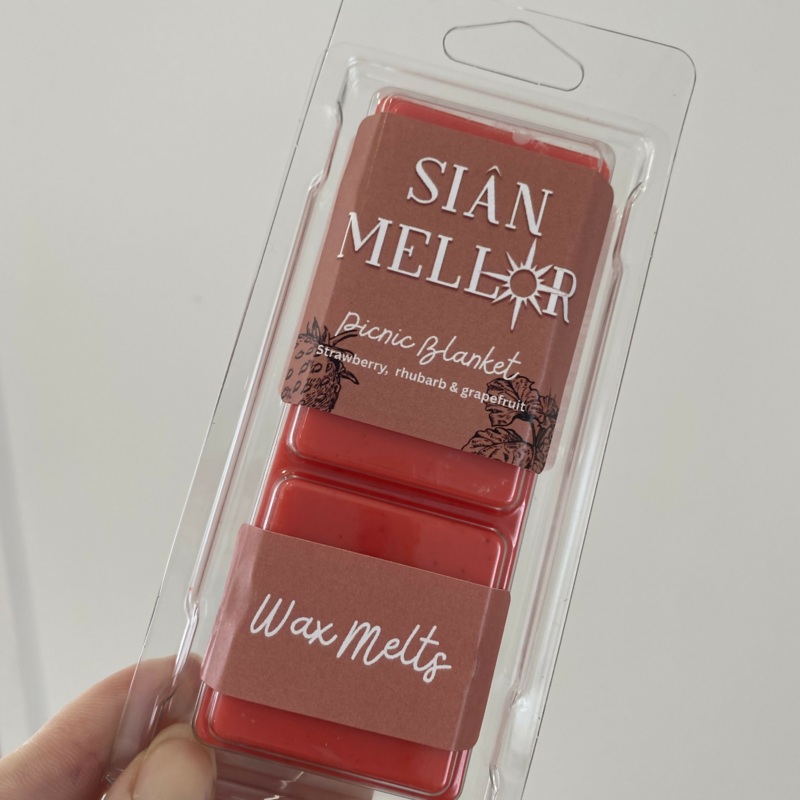 SIÂN
MELLOR
Picnic Blanket
Strawberry, rhubarb & grapefruit
Wax Melts